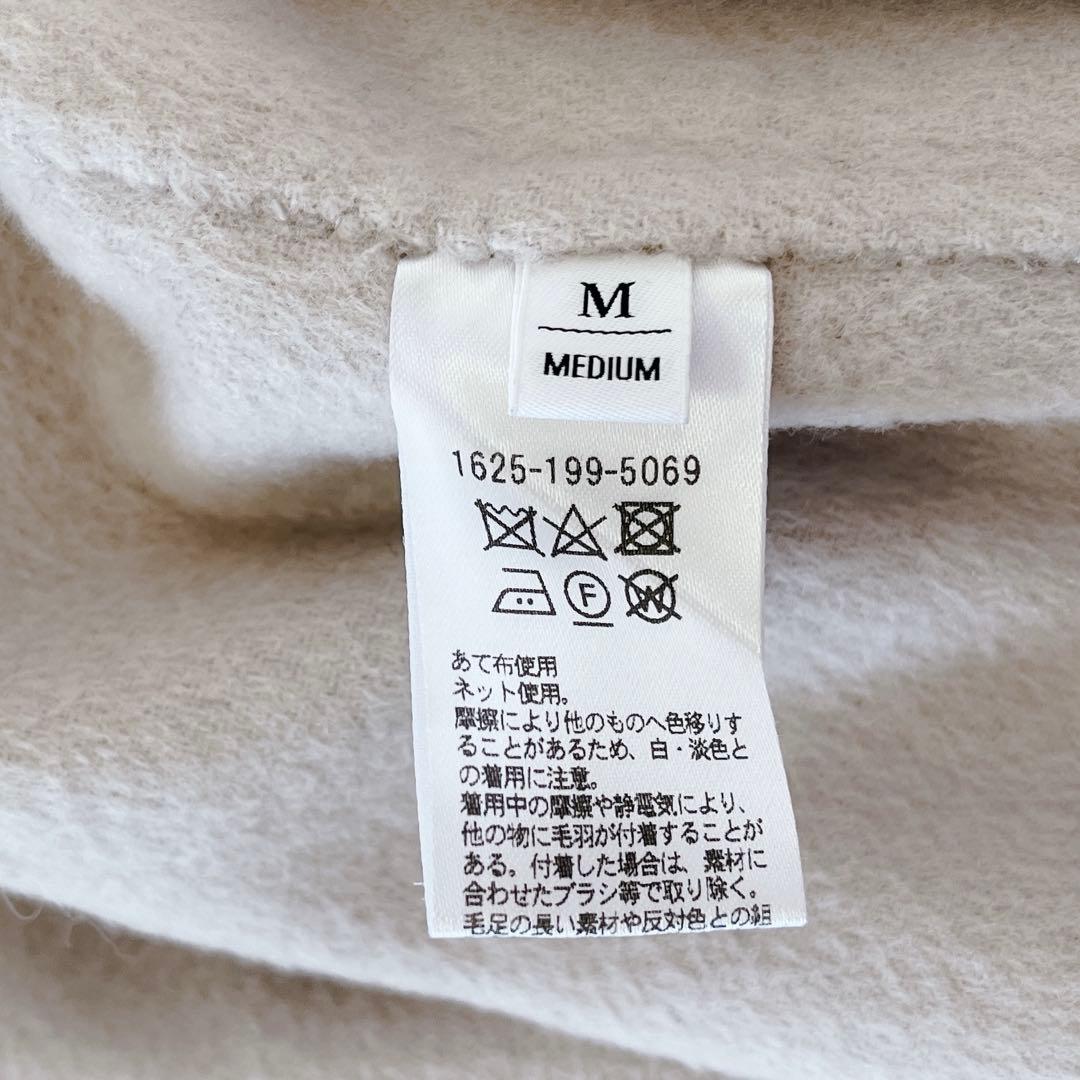 M
MEDIUM
1625-199-5069
F W
あて布使用
ネット使用。
摩擦により他のものへ色移りす
ることがあるため、白・淡色と
の着用に注意。
着用中の摩擦や静電気により、
他の物に毛羽が付着することが
ある。付着した場合は、素材に
合わせたブラシ等で取り除く。
毛足の長い素材や反対色との組